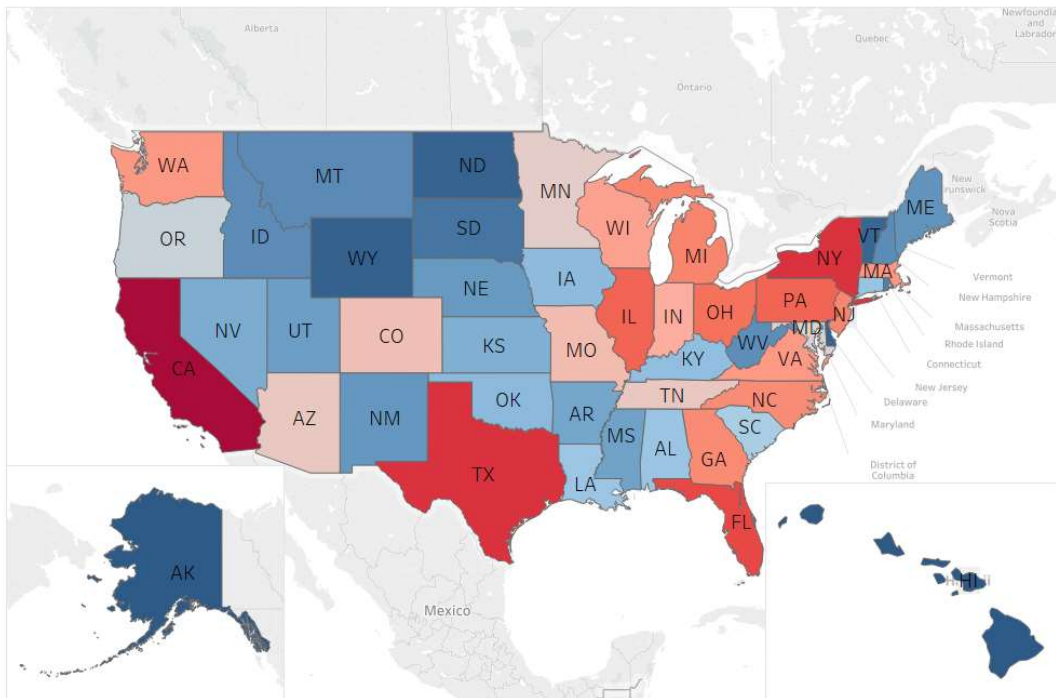 Alberta
Newfoundland
and Labrador
Quebec
Ontario
WA
MT
ND
MN
ME
New
Nova
Scotia
OR
ID
SD
WI
VT
WY
MI
NY
MA
Vermont
NE
IA
New Hampshire
PA
Massachusetts
NV
UT
IL
IN
OH
NJ
Rhode Island
CO
KS
MO
MD
WV
Connecticut
CA
KY
VA
New Jersey
TN
Delaware
AZ
NM
OK
AR
NC
Maryland
MS
AL
SC
GA
District of
Columbia
TX
LA
FL
AK
HI
Mexico